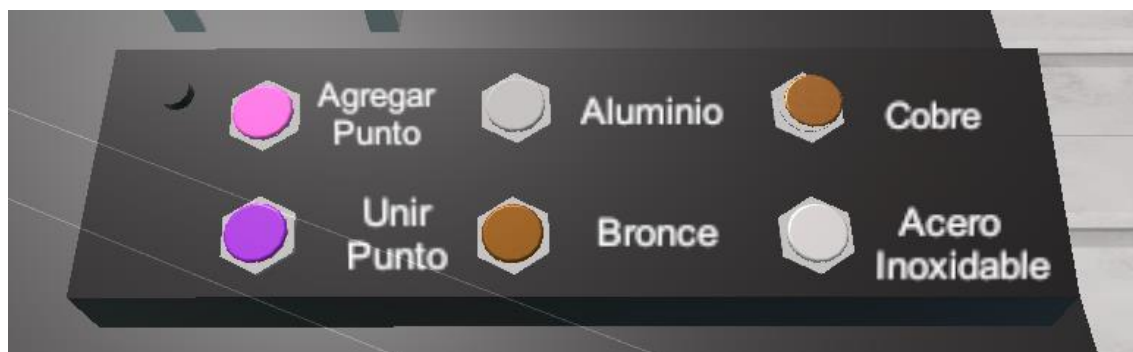 Agregar
Punto
Aluminio
Cobre
Unir
Punto
Bronce
Acero
Inoxidable